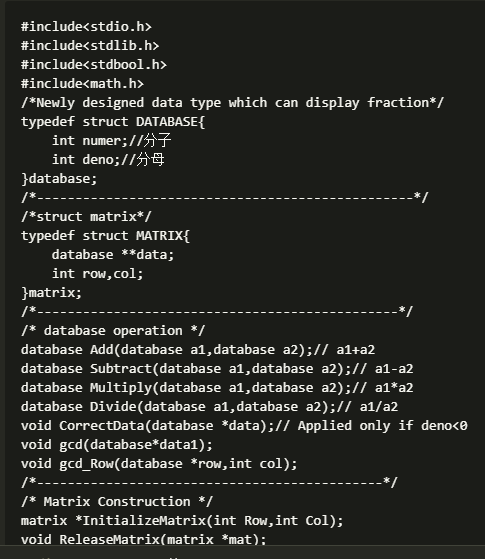 #include<stdio.h>
#include<stdlib.h>
#include<stdbool.h>
#include<math.h>
/*Newly designed data type which can display fraction*/
typedef struct DATABASE{
    int numer;//分子
    int deno;//分母
}database;
/*--------------------------------------------------*/
/*struct matrix*/
typedef struct MATRIX{
    database **data;
    int row,col;
}matrix;
/*------------------------------------------------*/
/* database operation */
database Add(database a1,database a2);// a1+a2
database Subtract(database a1,database a2);// a1-a2
database Multiply(database a1,database a2);// a1*a2
database Divide(database a1,database a2);// a1/a2
void CorrectData(database *data);// Applied only if deno<0
void gcd(database*data1);
void gcd_Row(database *row,int col);
/*----------------------------------------------*/
/* Matrix Construction */
matrix *InitializeMatrix(int Row,int Col);
void ReleaseMatrix(matrix *mat);